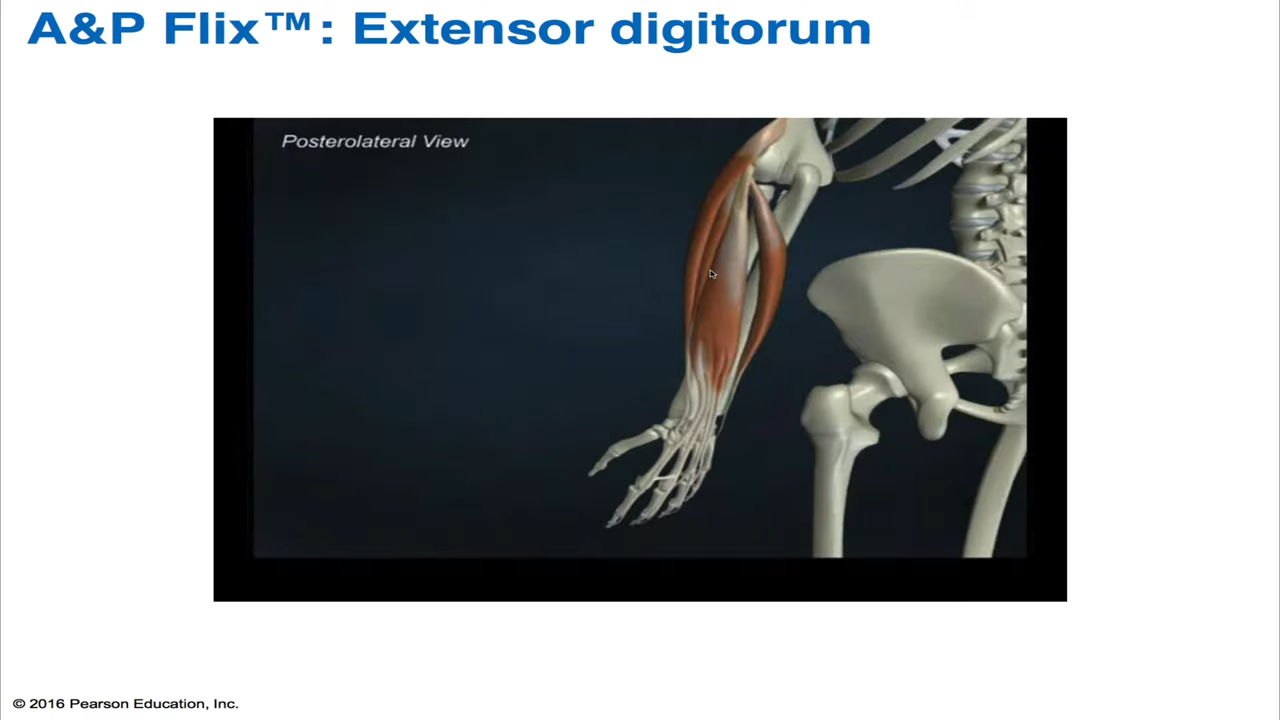 A&P Flix™: Extensor digitorum
Posterolateral View
© 2016 Pearson Education, Inc.